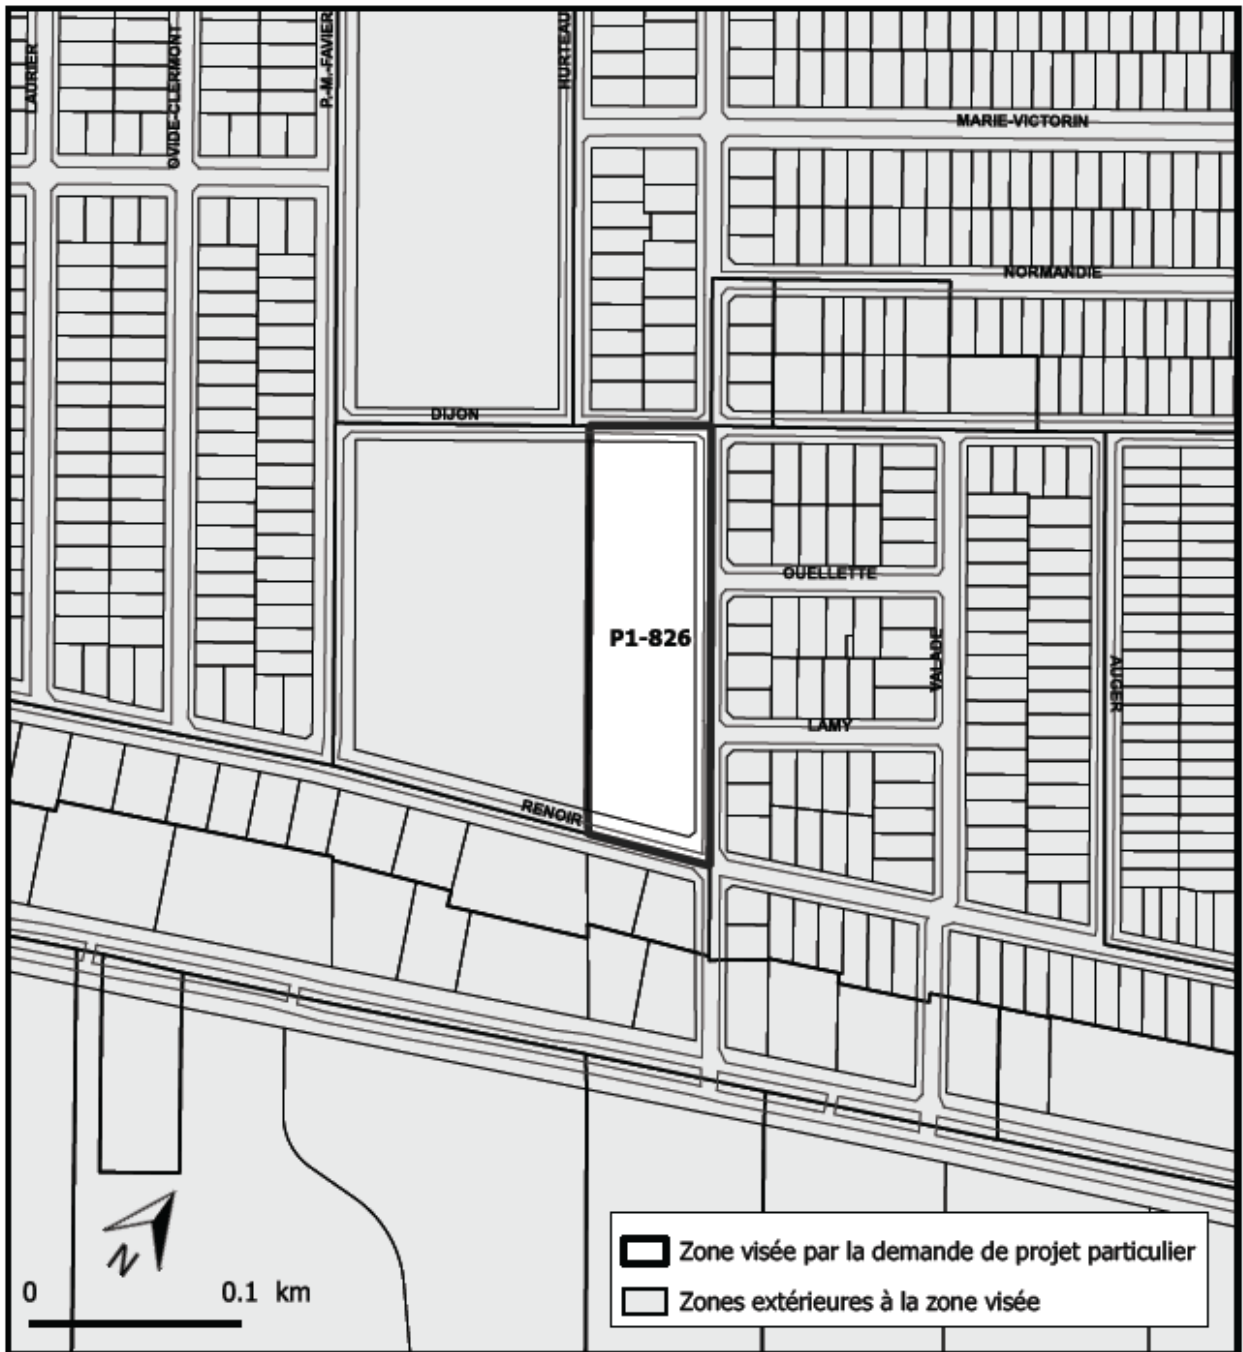 LAURIER
OVIDE-CLERMONT
P.-M.-FAVIER
HURTEAU
MARIE-VICTORIN
NORMANDIE
DIJON
OUELLETTE
P1-826
VALADE
AUGER
LAMY
RENOIR
N
0 0.1 km
Zone visée par la demande de projet particulier
Zones extérieures à la zone visée